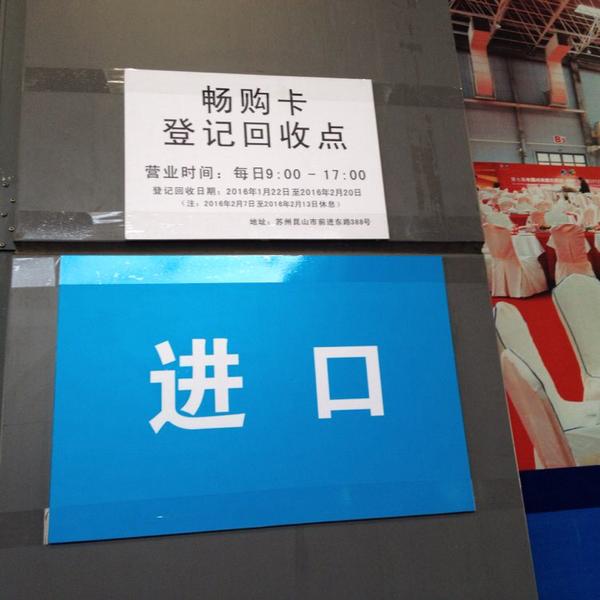 畅购卡
登记回收点
营业时间：每日9:00 - 17:00
登记回收日期：2016年1月22日至2016年2月20日
（注：2016年2月7日至2016年2月13日休息）
地址：苏州昆山市前进东路388号
进 口
B3